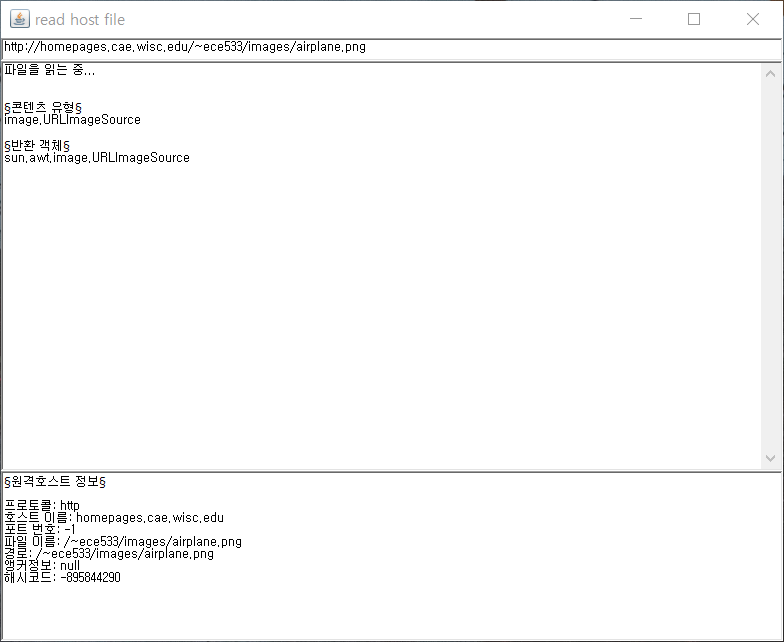 read host file
http://homepages.cae.wisc.edu/~ece533/images/airplane.png
파일을 읽는 중...
§콘텐츠 유형§
image.URLImageSource
§반환 객체§
sun.awt.image.URLImageSource
§원격호스트 정보§
프로토콜: http
호스트 이름: homepages.cae.wisc.edu
포트 번호: -1
파일 이름: /~ece533/images/airplane.png
경로: /~ece533/images/airplane.png
앵커정보: null
해시코드: -895844290